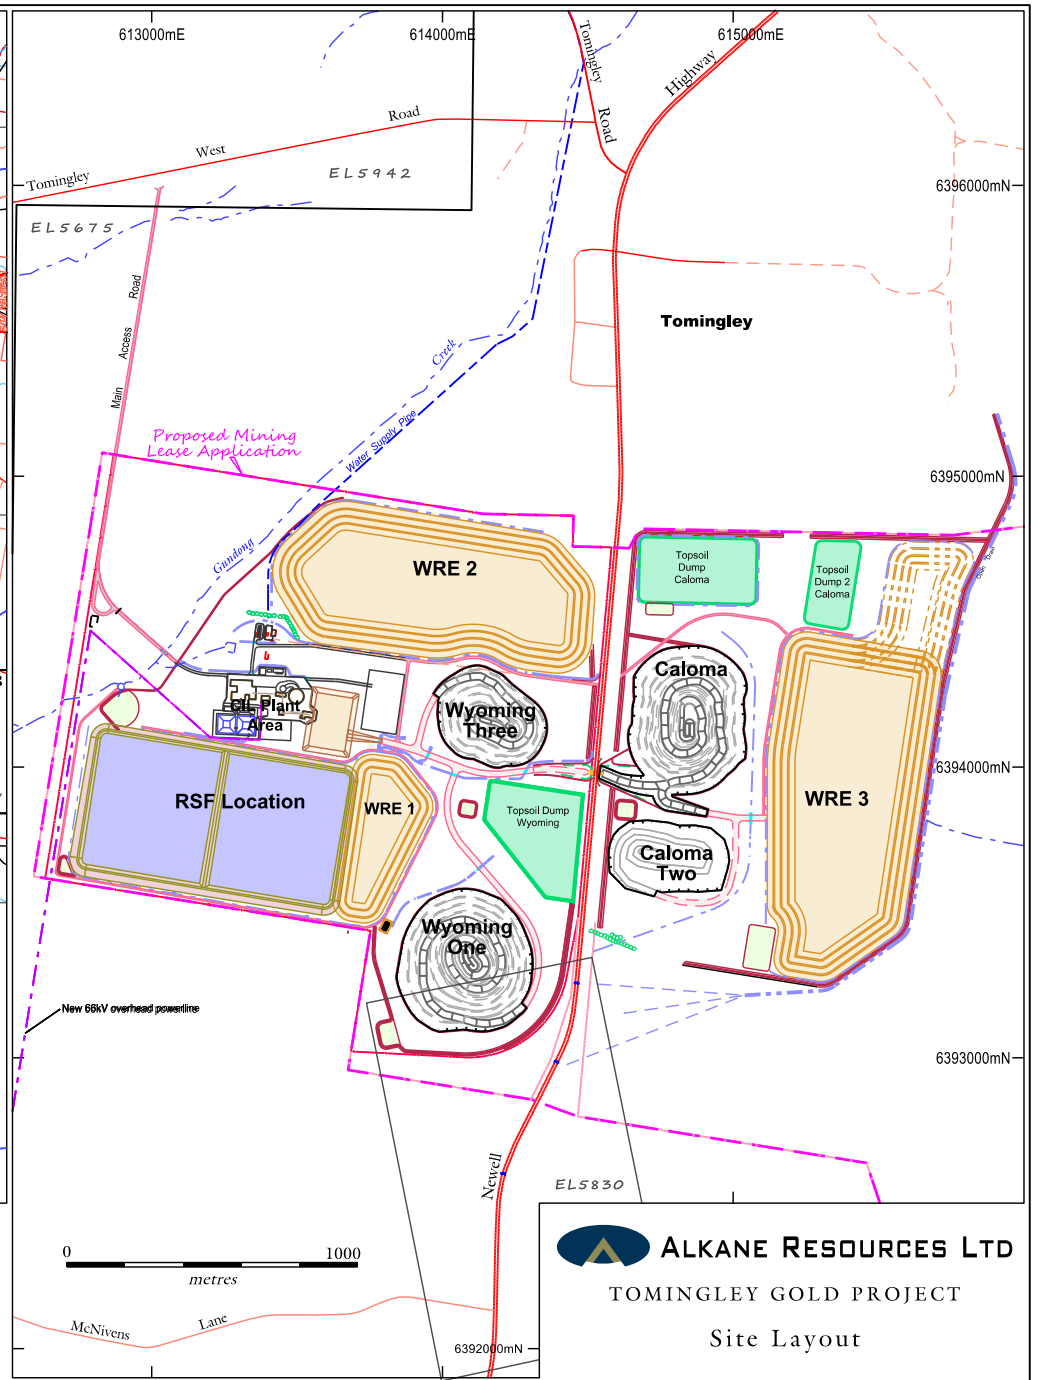 613000mE
614000mE
615000mE
Tomingley
Road
Highway
Tomingley
West
Road
EL5942
6396000mN
EL5675
Main
Access
Road
Tomingley
Creek
Water Supply Pipe
Proposed Mining
Lease Application
6395000mN
Gundong
WRE 2
Topsoil
Dump
Caloma
Topsoil
Dump 2
Caloma
Caloma
Wyoming
Three
CIL Plant
Area
6394000mN
RSF Location
WRE 1
Topsoil Dump
Wyoming
WRE 3
Caloma
Two
Wyoming
One
New 66kV overhead powerline
6393000mN
Newell
EL5830
0
1000
metres
McNivens
Lane
6392000mN
ALKANE RESOURCES LTD
TOMINGLEY GOLD PROJECT
Site Layout